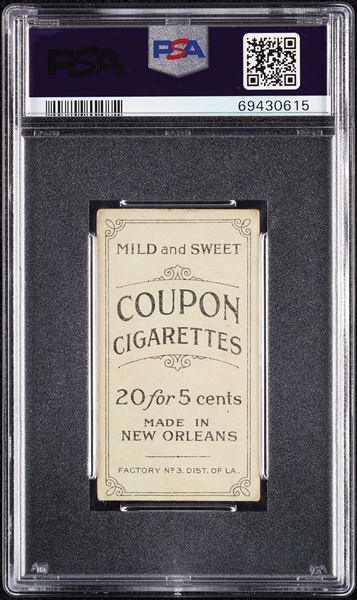 PSA
PSA
69430615
MILD and SWEET
COUPON
CIGARETTES
20 for 5 cents
MADE IN
NEW ORLEANS
FACTORY Nº 3. DIST. OF LA.